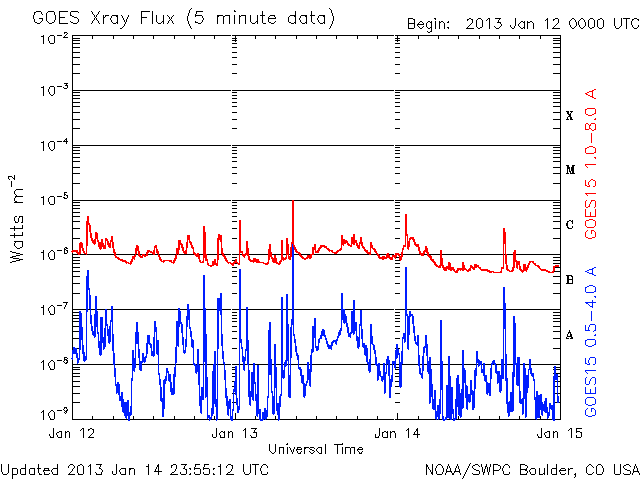 GOES Xray Flux (5 minute data)
Begin: 2013 Jan 12 0000 UTC
10-2
10-3
10-4
10-5
10-6
10-7
10-8
10-9
Watts m-2
X
M
C
B
A
GOES15 1.0-8.0 A
GOES15 0.5-4.0 A
Jan 12
Jan 13
Jan 14
Jan 15
Universal Time
Updated 2013 Jan 14 23:55:12 UTC
NOAA/SWPC Boulder, CO USA